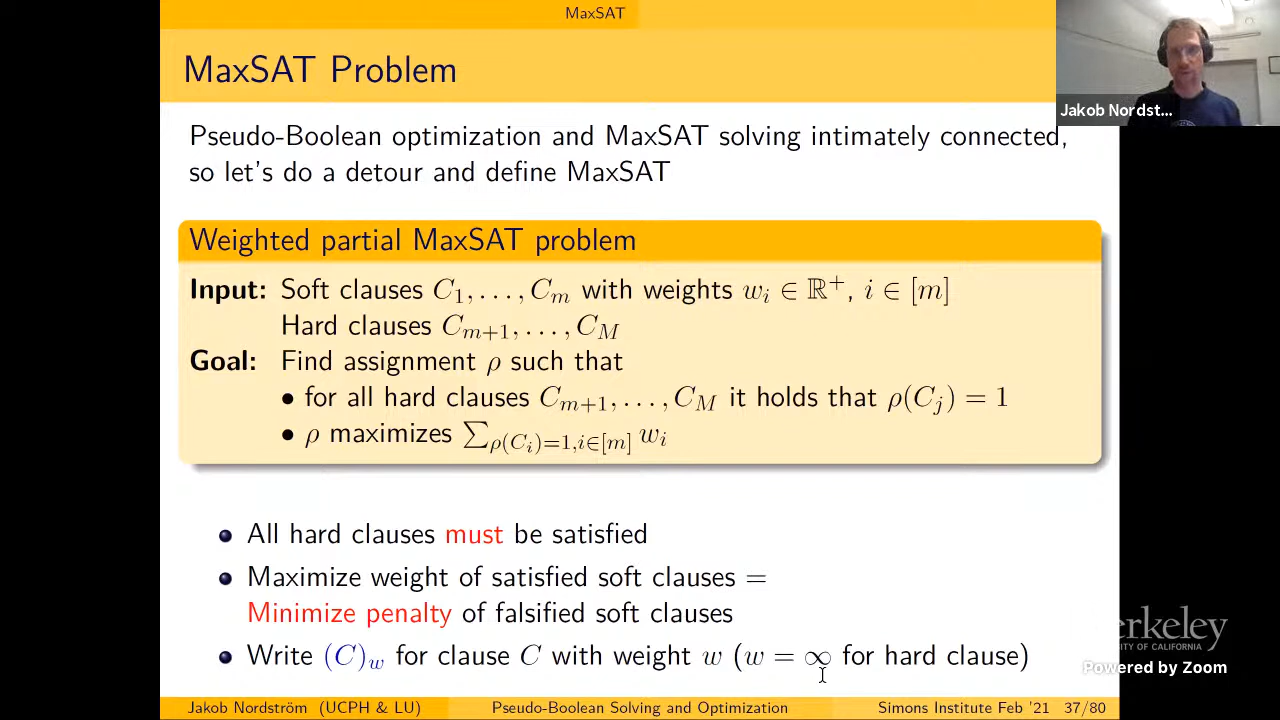 MaxSAT
MaxSAT Problem
Jakob Nordst...
Pseudo-Boolean optimization and MaxSAT solving intimately connected,
so let's do a detour and define MaxSAT
Weighted partial MaxSAT problem
Input: Soft clauses C₁, . . . , Cₘ with weights wᵢ ∈ ℝ⁺, i ∈ [m]
Hard clauses Cₘ₊₁, . . . , C_M
Goal: Find assignment ρ such that
• for all hard clauses Cₘ₊₁, . . . , C_M it holds that ρ(Cⱼ) = 1
• ρ maximizes ∑_{ρ(Cᵢ)=1,i∈[m]} wᵢ
All hard clauses must be satisfied
Maximize weight of satisfied soft clauses =
Minimize penalty of falsified soft clauses
Write (C)_w for clause C with weight w (w = ∞ for hard clause)
Powered by Zoom
Jakob Nordström (UCPH & LU) Pseudo-Boolean Solving and Optimization Simons Institute Feb '21 37/80